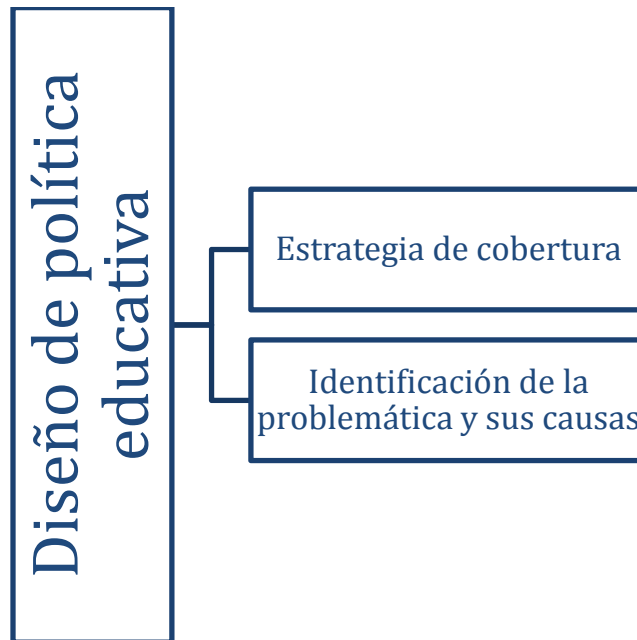 Diseño de política
educativa
Estrategia de cobertura
Identificación de la
problemática y sus causas